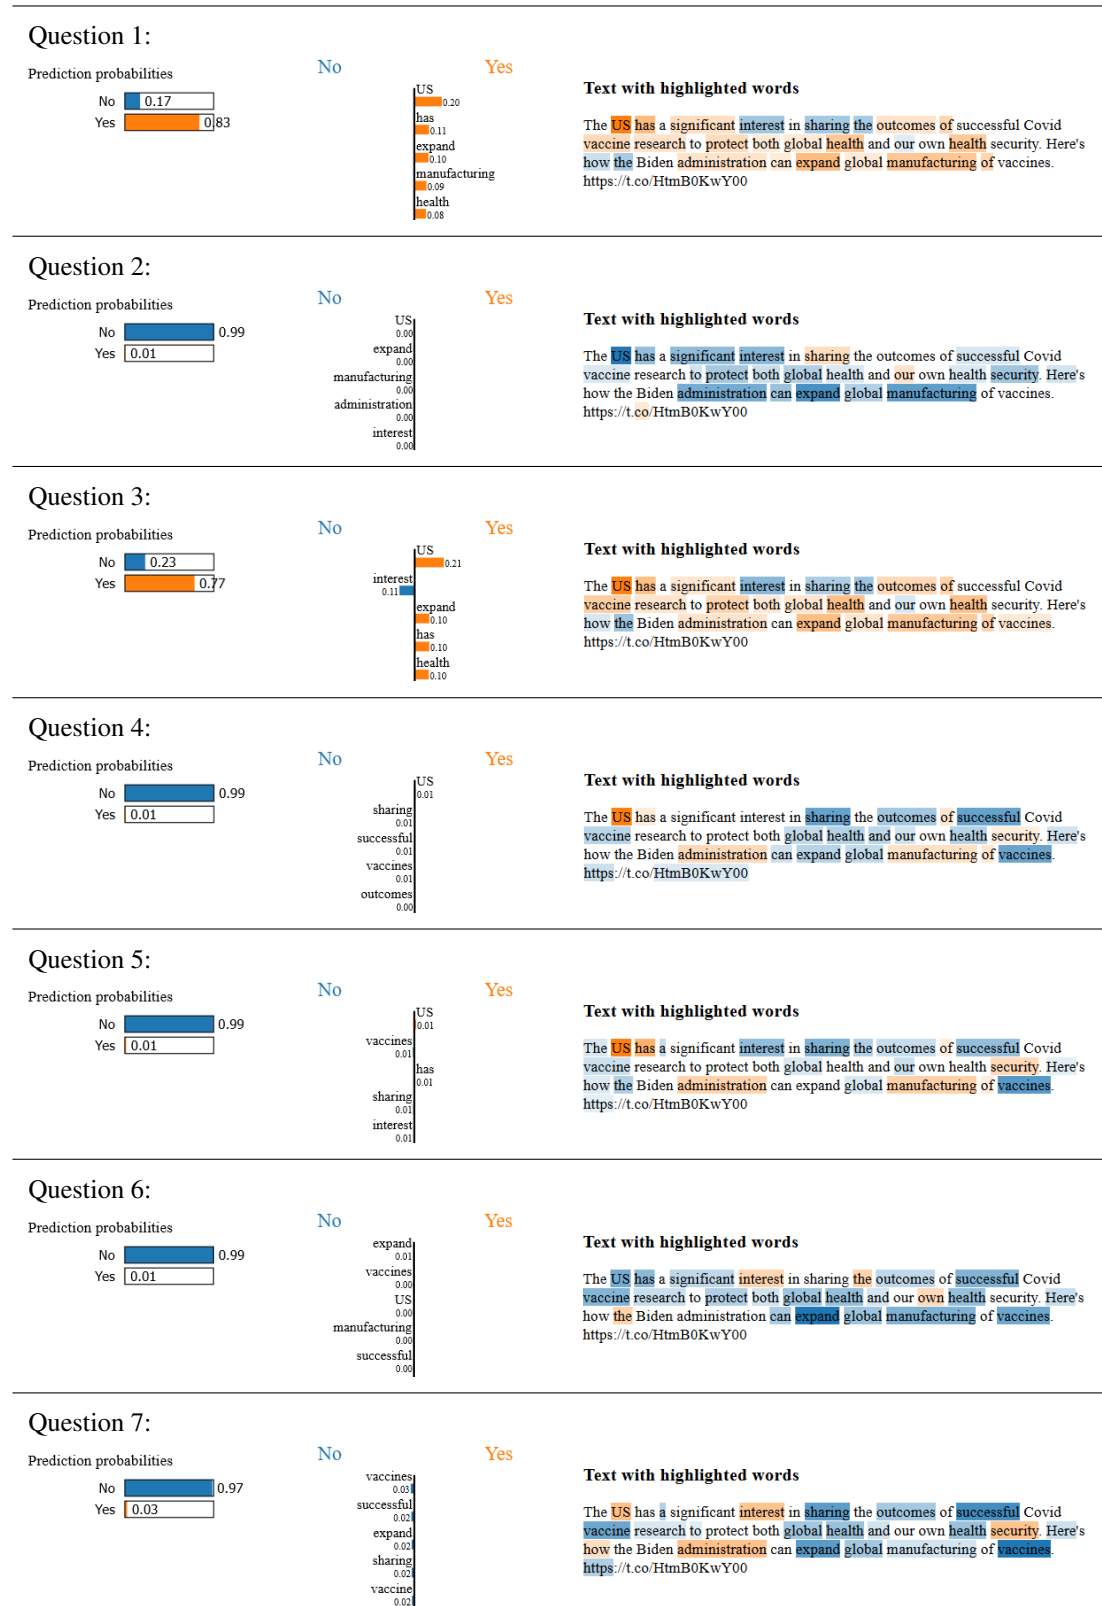 Question 1:
Prediction probabilities
No 0.17
Yes 0.83
No Yes
US
0.20
has
0.11
expand
0.10
manufacturing
0.09
health
0.08
Text with highlighted words
The US has a significant interest in sharing the outcomes of successful Covid
vaccine research to protect both global health and our own health security. Here's
how the Biden administration can expand global manufacturing of vaccines.
https://t.co/HtmB0KwY00
Question 2:
Prediction probabilities
No 0.99
Yes 0.01
No Yes
US
0.00
expand
0.00
manufacturing
0.00
administration
0.00
interest
0.00
Text with highlighted words
The US has a significant interest in sharing the outcomes of successful Covid
vaccine research to protect both global health and our own health security. Here's
how the Biden administration can expand global manufacturing of vaccines.
https://t.co/HtmB0KwY00
Question 3:
Prediction probabilities
No 0.23
Yes 0.77
No Yes
US
0.21
interest
0.11
expand
0.10
has
0.10
health
0.10
Text with highlighted words
The US has a significant interest in sharing the outcomes of successful Covid
vaccine research to protect both global health and our own health security. Here's
how the Biden administration can expand global manufacturing of vaccines.
https://t.co/HtmB0KwY00
Question 4:
Prediction probabilities
No 0.99
Yes 0.01
No Yes
US
0.01
sharing
0.01
successful
0.01
vaccines
0.01
outcomes
0.00
Text with highlighted words
The US has a significant interest in sharing the outcomes of successful Covid
vaccine research to protect both global health and our own health security. Here's
how the Biden administration can expand global manufacturing of vaccines.
https://t.co/HtmB0KwY00
Question 5:
Prediction probabilities
No 0.99
Yes 0.01
No Yes
US
0.01
vaccines
0.01
has
0.01
sharing
0.01
interest
0.01
Text with highlighted words
The US has a significant interest in sharing the outcomes of successful Covid
vaccine research to protect both global health and our own health security. Here's
how the Biden administration can expand global manufacturing of vaccines.
https://t.co/HtmB0KwY00
Question 6:
Prediction probabilities
No 0.99
Yes 0.01
No Yes
expand
0.01
vaccines
0.00
US
0.00
manufacturing
0.00
successful
0.00
Text with highlighted words
The US has a significant interest in sharing the outcomes of successful Covid
vaccine research to protect both global health and our own health security. Here's
how the Biden administration can expand global manufacturing of vaccines.
https://t.co/HtmB0KwY00
Question 7:
Prediction probabilities
No 0.97
Yes 0.03
No Yes
vaccines
0.03
successful
0.02
expand
0.02
sharing
0.02
vaccine
0.02
Text with highlighted words
The US has a significant interest in sharing the outcomes of successful Covid
vaccine research to protect both global health and our own health security. Here's
how the Biden administration can expand global manufacturing of vaccines.
https://t.co/HtmB0KwY00